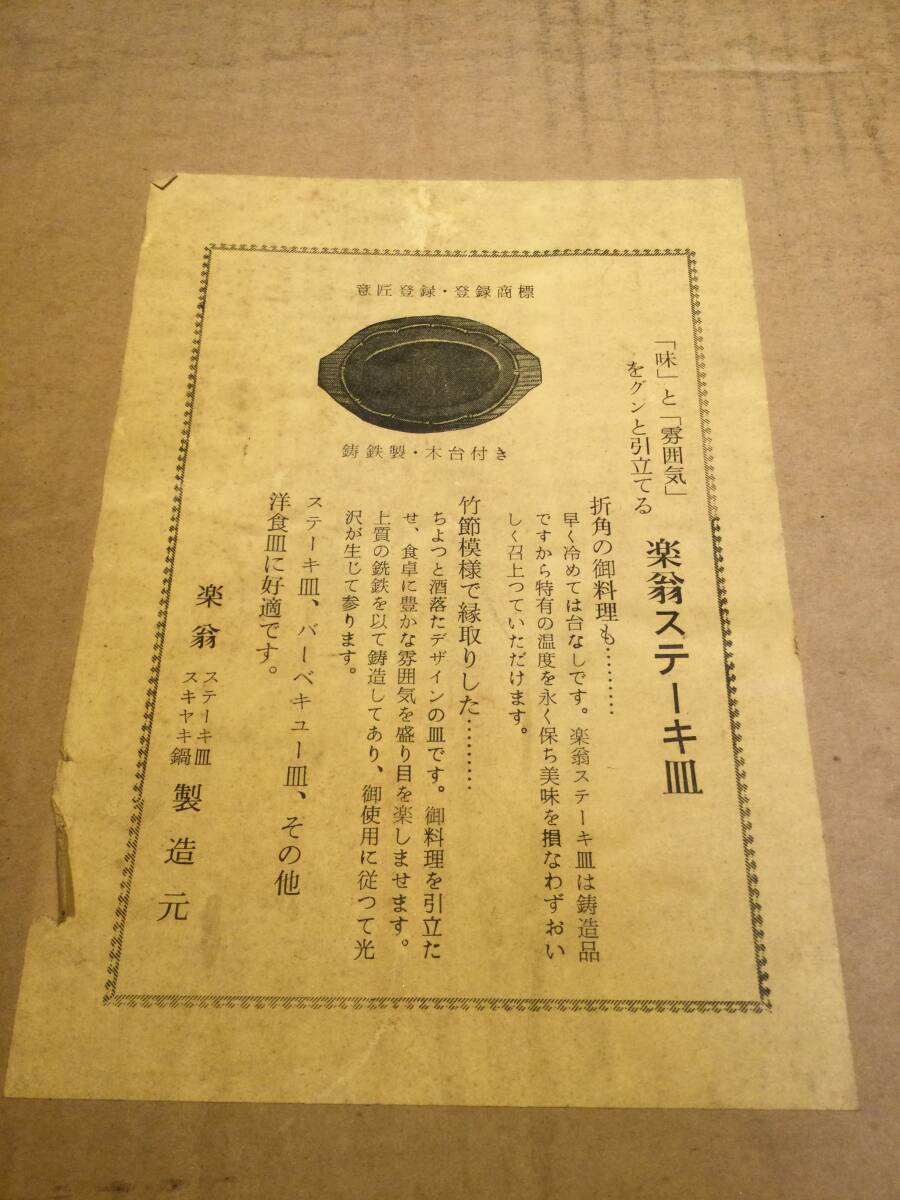 「味」と「雰囲気」
をグンと引立てる
楽翁ステーキ皿
意匠登録・登録商標
鋳鉄製・木台付き
折角の御料理も………
早く冷めては台なしです。楽翁ステーキ皿は鋳造品
ですから特有の温度を永く保ち美味を損なわずおい
しく召上つていただけます。
竹節模様で縁取りした………
ちよつと洒落たデザインの皿です。御料理を引立た
せ、食卓に豊かな雰囲気を盛り目を楽しませます。
上質の銑鉄を以て鋳造してあり、御使用に従つて光
沢が生じて参ります。
ステーキ皿、バーベキュー皿、その他
洋食皿に好適です。
楽翁
ステーキ皿
スキヤキ鍋
製造元